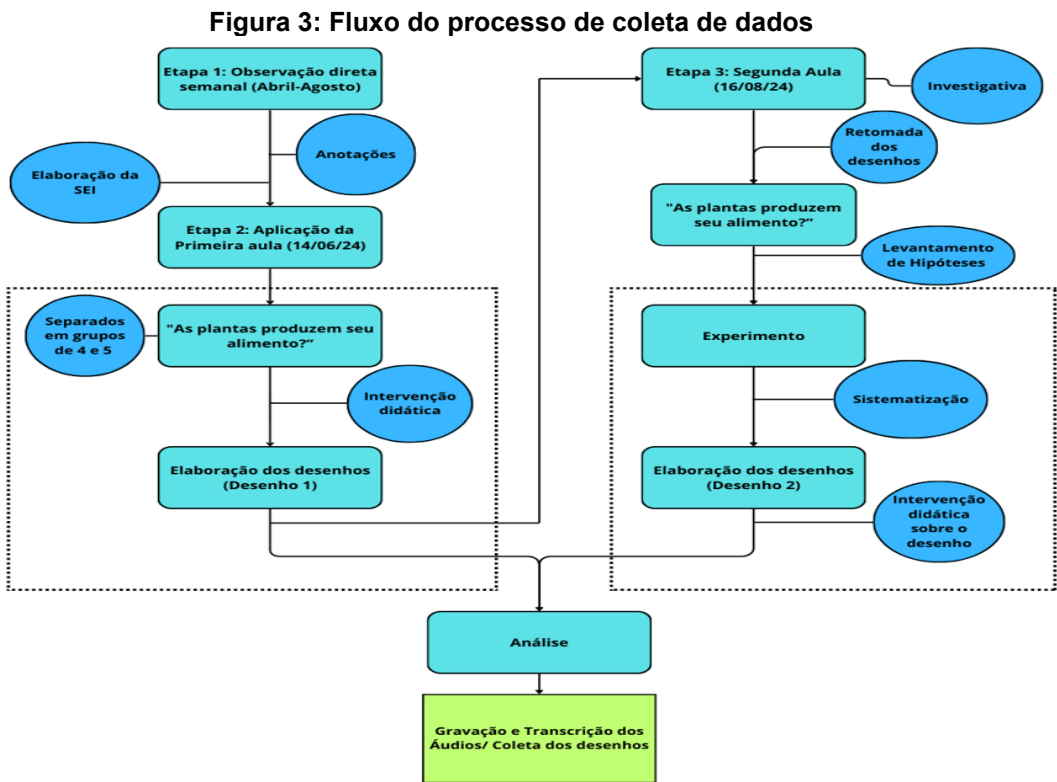 Figura 3: Fluxo do processo de coleta de dados
Etapa 1: Observação direta
semanal (Abril-Agosto)
Anotações
Elaboração da
SEI
Etapa 2: Aplicação da
Primeira aula (14/06/24)
Separados
em grupos
de 4 e 5
"As plantas produzem seu
alimento?”
Intervenção
didática
Elaboração dos desenhos
(Desenho 1)
Etapa 3: Segunda Aula
(16/08/24)
Investigativa
Retomada
dos
desenhos
"As plantas produzem
seu alimento?”
Levantamento
de Hipóteses
Experimento
Sistematização
Elaboração dos desenhos
(Desenho 2)
Intervenção
didática
sobre o
desenho
Análise
Gravação e Transcrição dos
Áudios/ Coleta dos desenhos